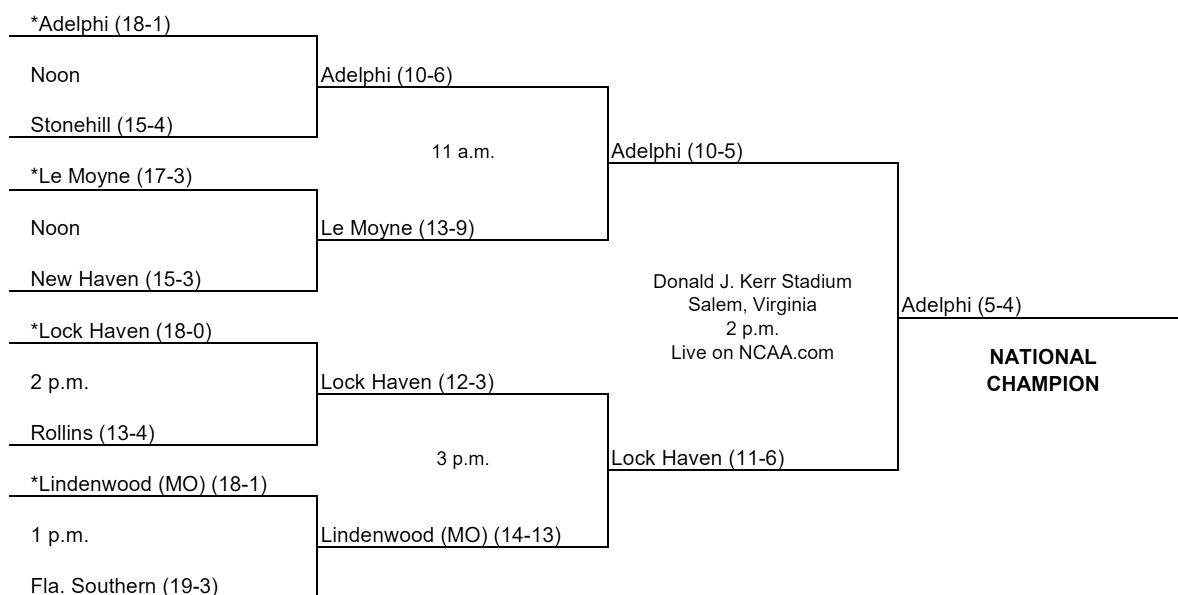 *Adelphi (18-1)
Noon
Adelphi (10-6)
Stonehill (15-4)
11 a.m.
Adelphi (10-5)
*Le Moyne (17-3)
Noon
Le Moyne (13-9)
New Haven (15-3)
Donald J. Kerr Stadium
Salem, Virginia
2 p.m.
Live on NCAA.com
Adelphi (5-4)
NATIONAL
CHAMPION
*Lock Haven (18-0)
2 p.m.
Lock Haven (12-3)
Rollins (13-4)
3 p.m.
Lock Haven (11-6)
*Lindenwood (MO) (18-1)
1 p.m.
Lindenwood (MO) (14-13)
Fla. Southern (19-3)